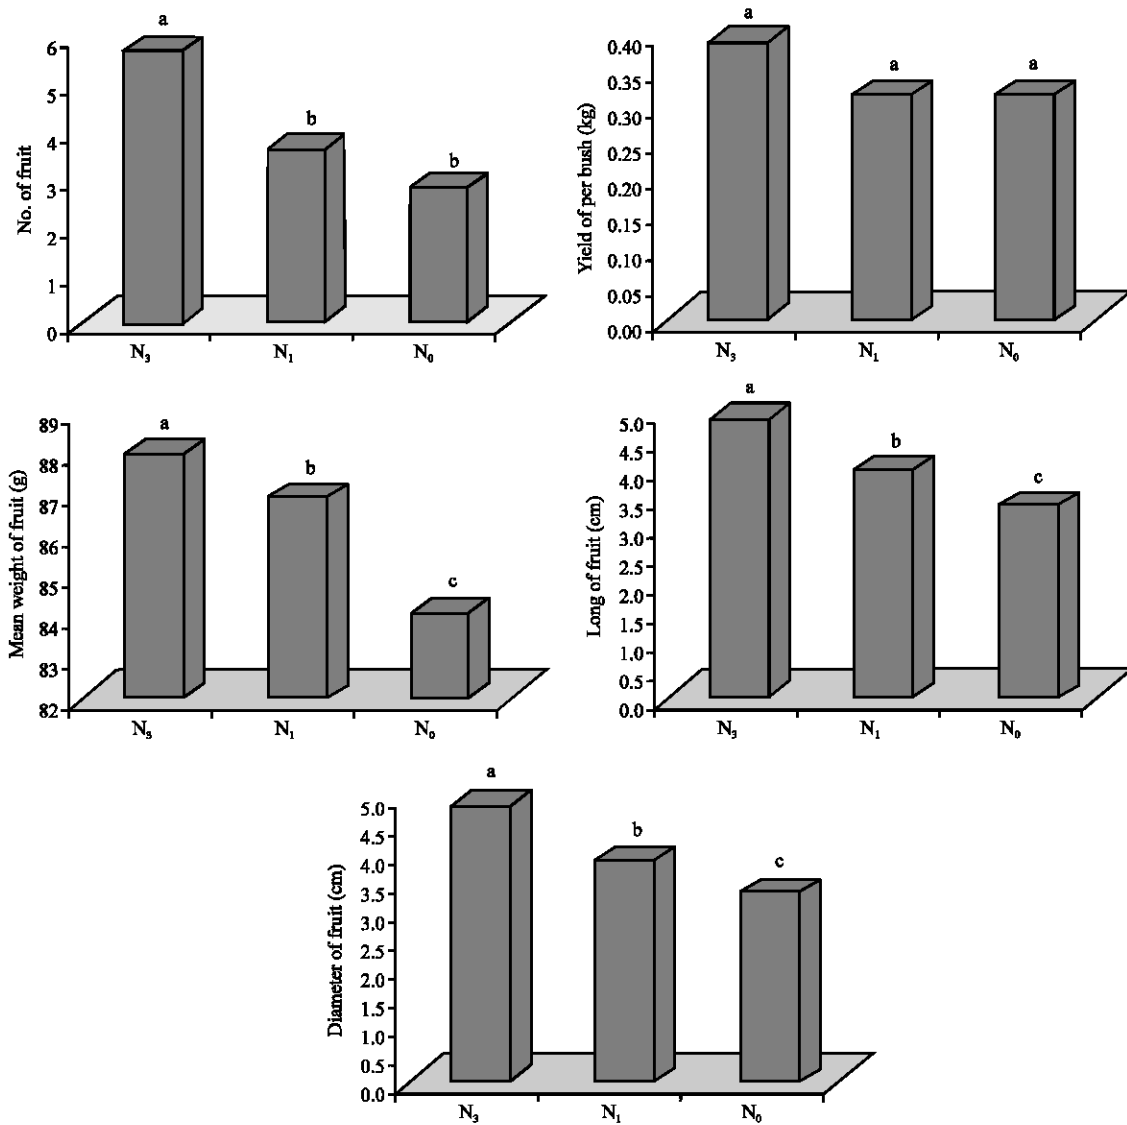 No. of fruit
6
5
4
3
2
1
0
a
b
b
N₃
N₁
N₀
Yield of per bush (kg)
0.40
0.35
0.30
0.25
0.20
0.15
0.10
0.05
0.00
a
a
a
N₃
N₁
N₀
Mean weight of fruit (g)
89
88
87
86
85
84
83
82
a
b
c
N₃
N₁
N₀
Long of fruit (cm)
5.0
4.5
4.0
3.5
3.0
2.5
2.0
1.5
1.0
0.5
0.0
a
b
c
N₃
N₁
N₀
Diameter of fruit (cm)
5.0
4.5
4.0
3.5
3.0
2.5
2.0
1.5
1.0
0.5
0.0
a
b
c
N₃
N₁
N₀